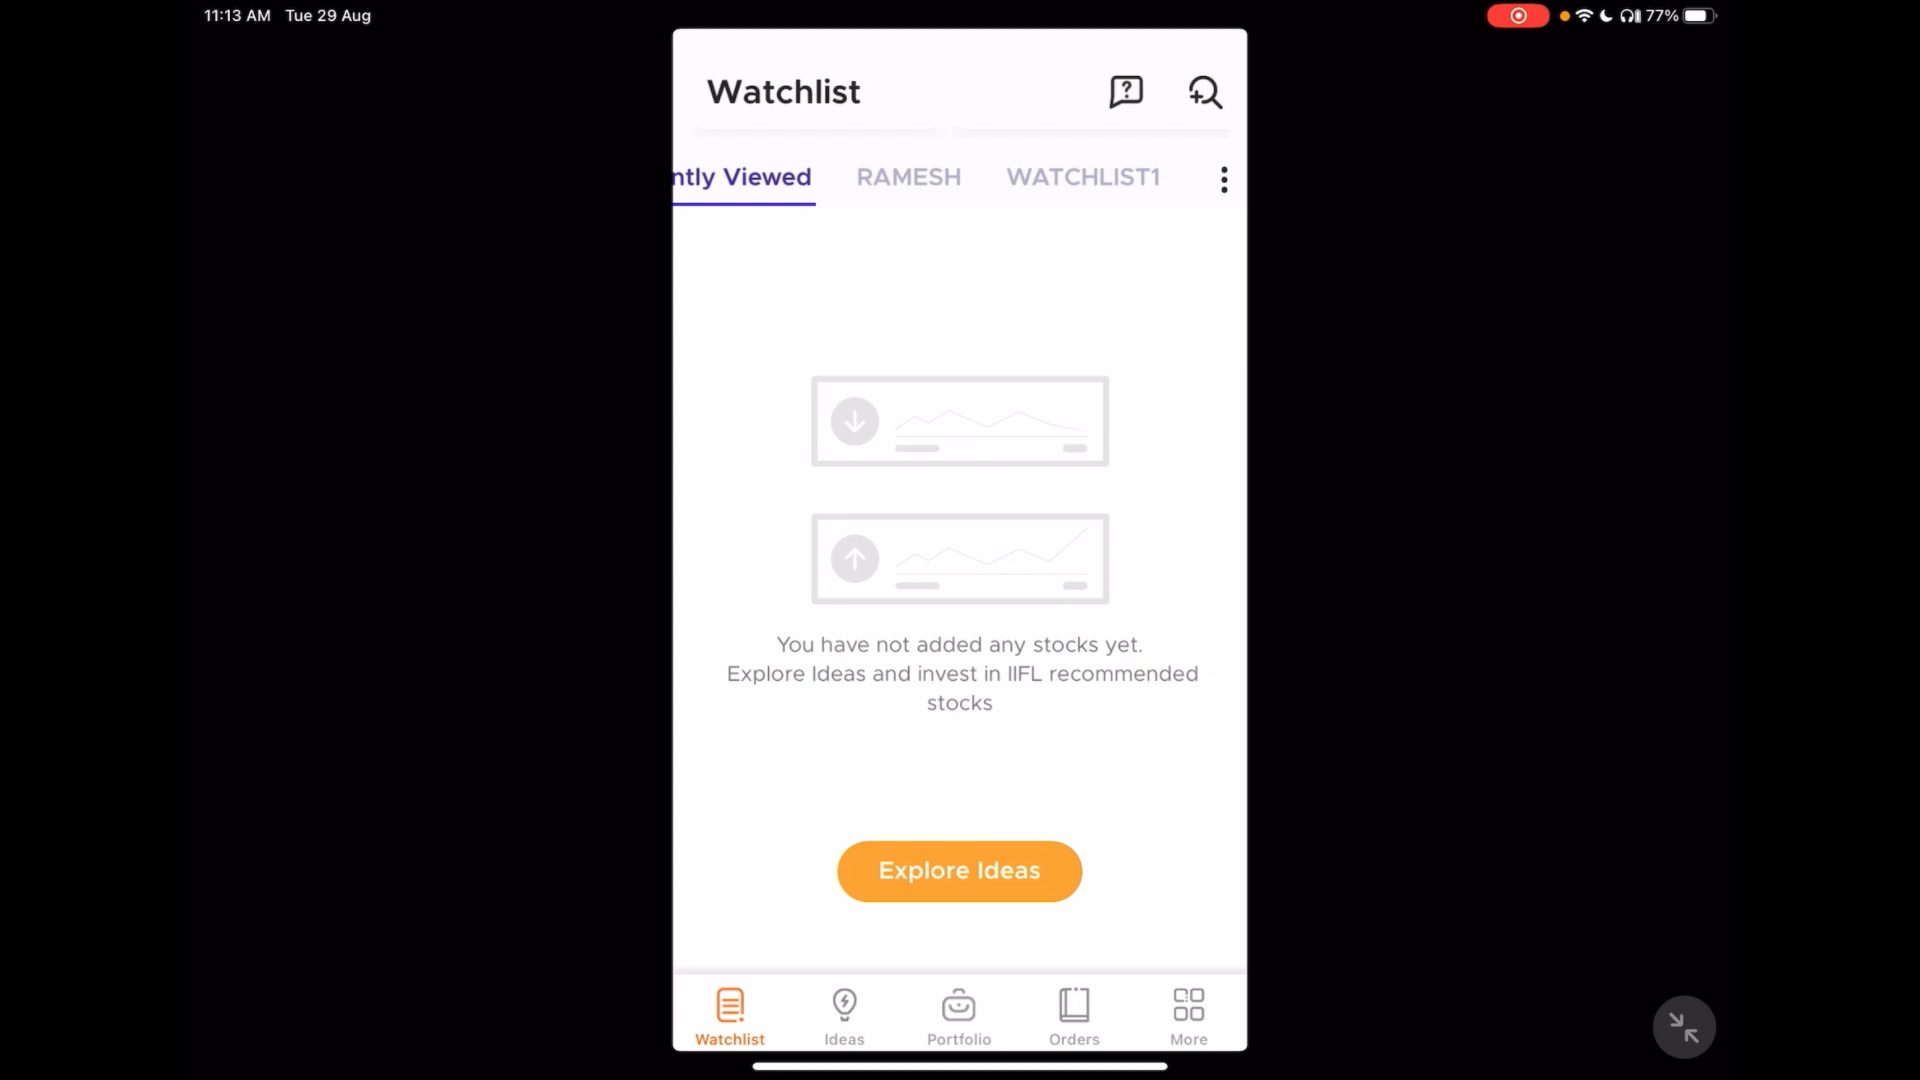 11:13 AM Tue 29 Aug
77%
Watchlist
ntly Viewed RAMESH WATCHLIST1
You have not added any stocks yet.
Explore Ideas and invest in IIFL recommended
stocks
Explore Ideas
Watchlist Ideas Portfolio Orders More